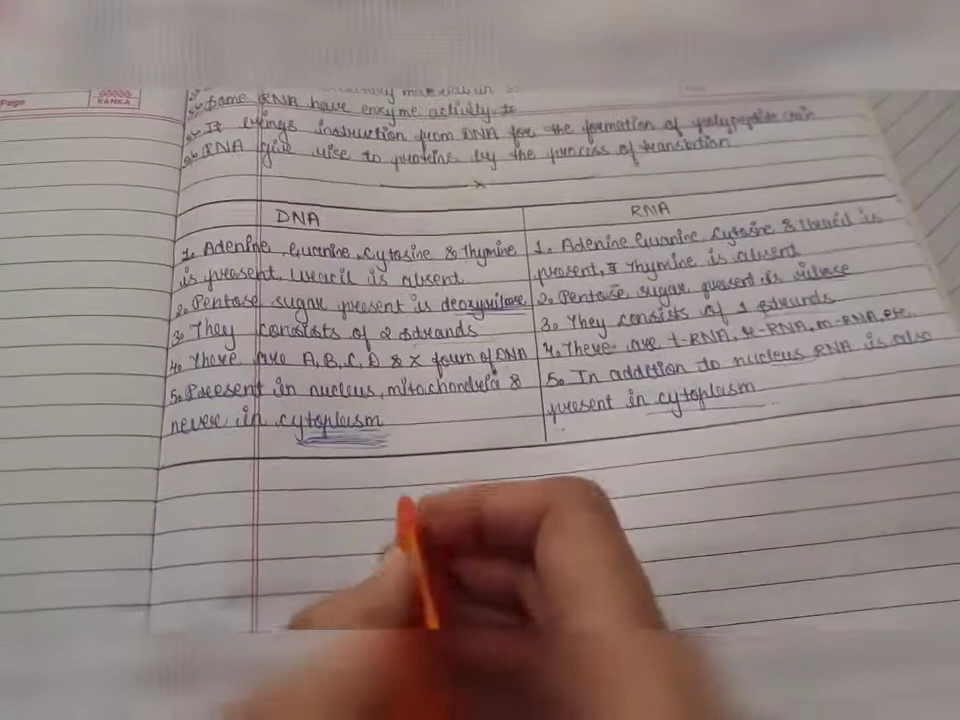 Page
RANKA
material in
Some RNA have enzyme activity
It brings instruction from DNA for the formation of polypeptide chain
RNA give rise to proteins by the process of translation
x
DNA
1. Adenine, Guanine, Cytosine & Thymine
is present, Uracil is absent.
2. Pentose sugar present is deoxyribose
3. They consists of 2 strands
4. There are A, B, C, D & Z form of DNA
5. Present in nucleus, mitochondria &
never in cytoplasm
RNA
1. Adenine Guanine, Cytosine & Uracil is
present, Thymine is absent
2. Pentose sugar present is ribose
3. They consists of 1 strands
4. There are t-RNA, r-RNA, m-RNA, etc.
5. In addition to nucleus RNA is also
present in cytoplasm